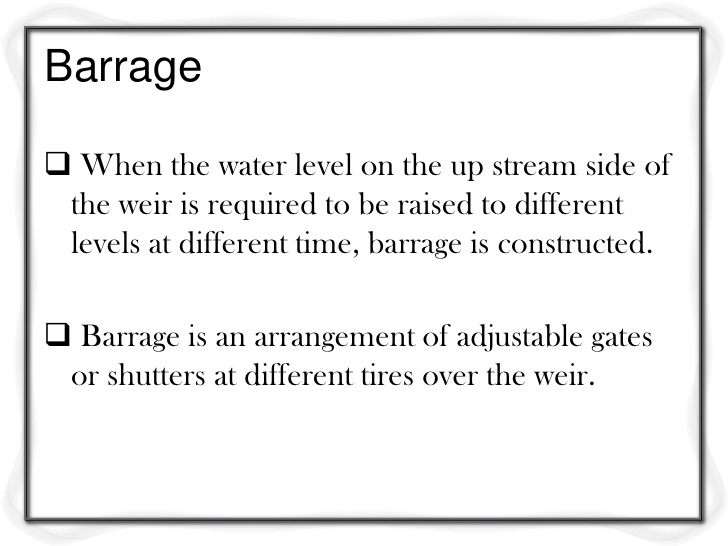 Barrage
❑ When the water level on the up stream side of
the weir is required to be raised to different
levels at different time, barrage is constructed.
❑ Barrage is an arrangement of adjustable gates
or shutters at different tires over the weir.